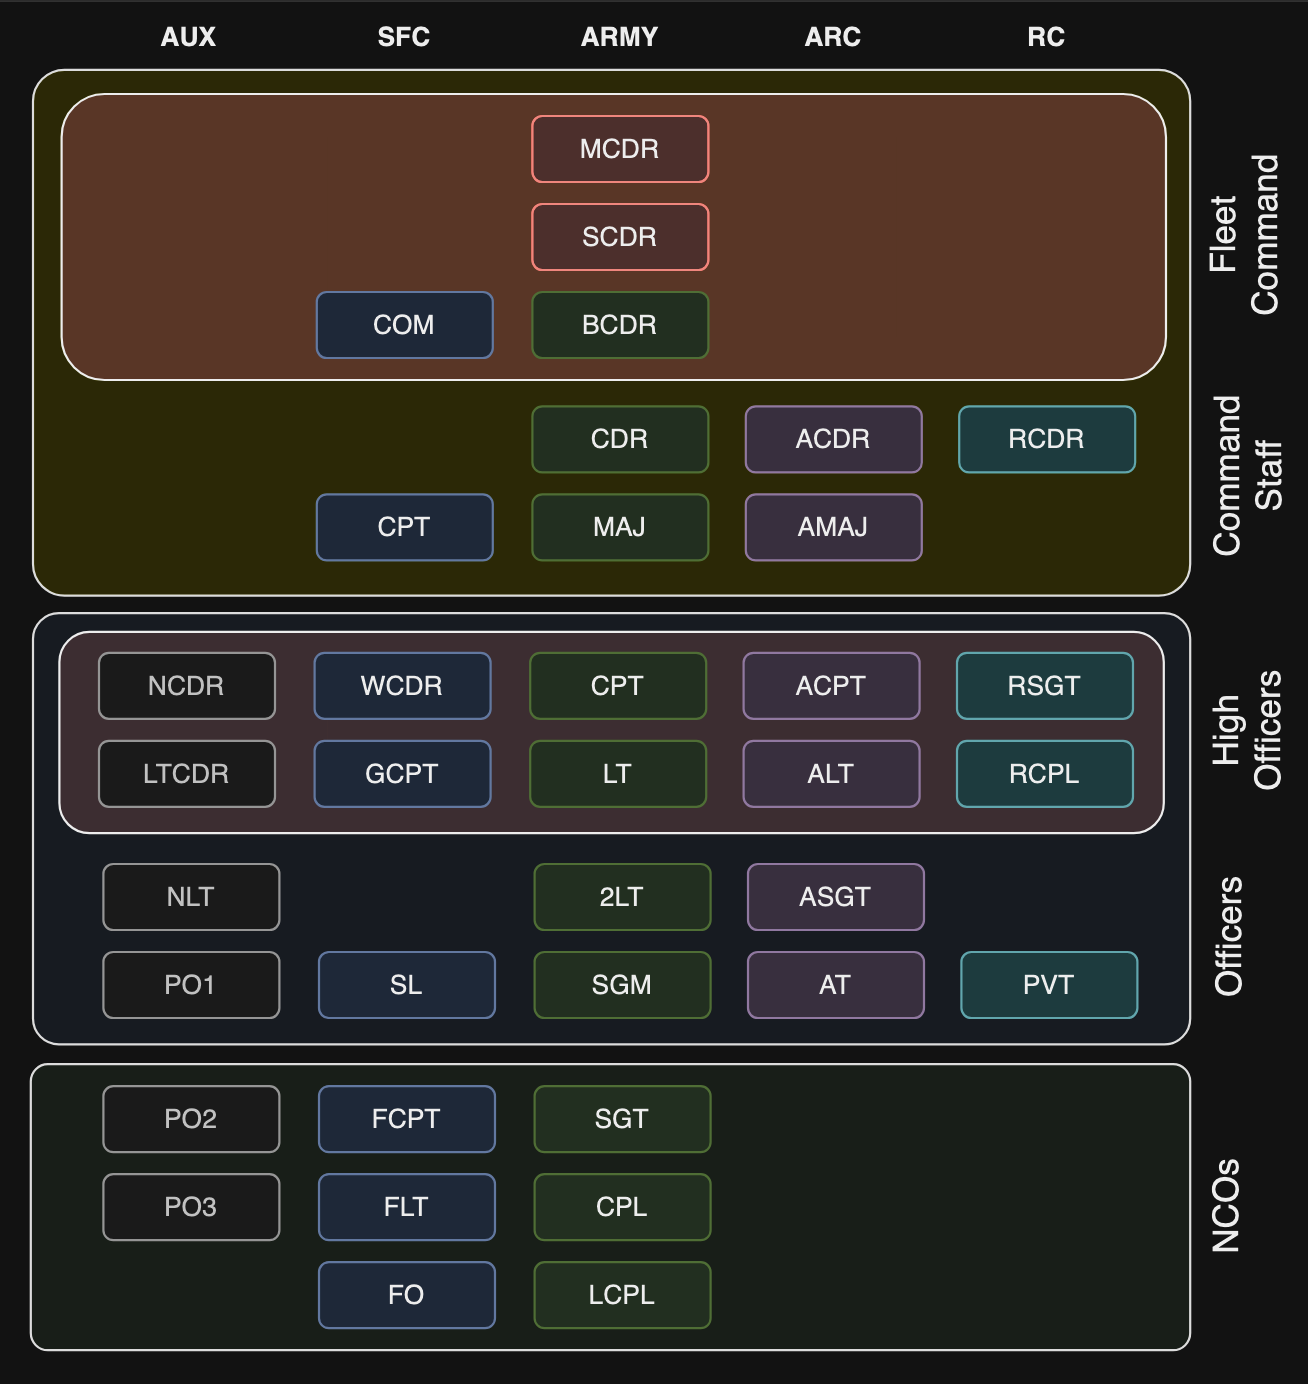 AUX SFC ARMY ARC RC
MCDR
SCDR
COM BCDR
Fleet
Command
CDR ACDR RCDR
CPT MAJ AMAJ
Command
Staff
NCDR WCDR CPT ACPT RSGT
LTCDR GCPT LT ALT RCPL
High
Officers
NLT 2LT ASGT
PO1 SL SGM AT PVT
Officers
PO2 FCPT SGT
PO3 FLT CPL
FO LCPL
NCOs